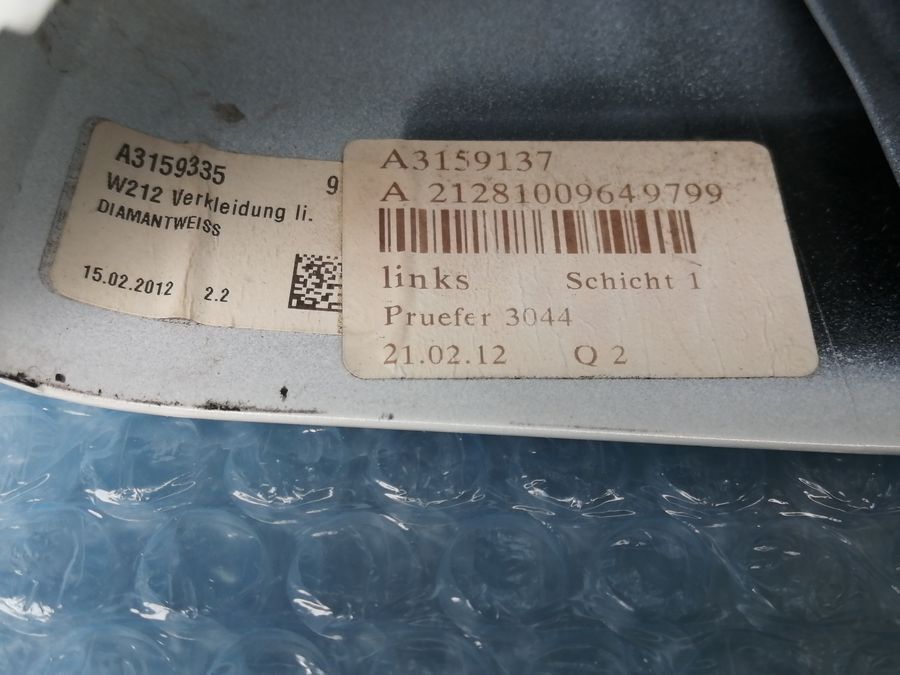 A3159335
9
W212 Verkleidung li.
DIAMANTWEISS
15.02.2012 2.2
A3159137
A 21281009649799
links Schicht 1
Pruefer 3044
21.02.12 Q 2